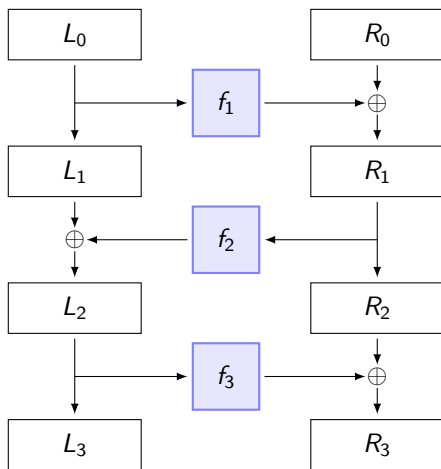 L₀ R₀
f₁ ⊕
L₁ R₁
⊕ f₂
L₂ R₂
f₃ ⊕
L₃ R₃